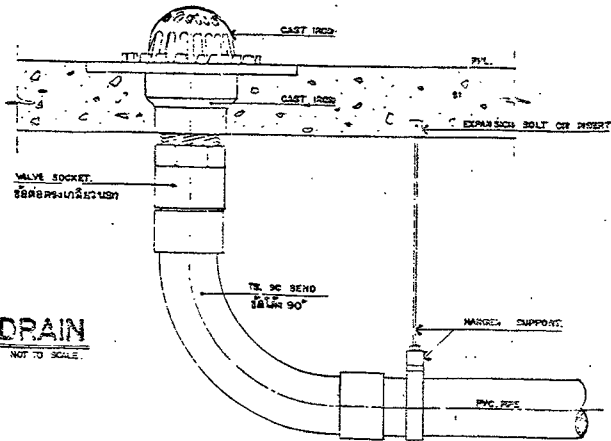 CAST IRON
FFL.
CAST IRON
EXPANSION BOLT OR INSERT
VALVE SOCKET.
ข้อต่อตรงเกลียวนอก
TS. 90 BEND
ข้อโค้ง 90°
DRAIN
NOT TO SCALE.
HANGER SUPPORT.
PVC. PIPE